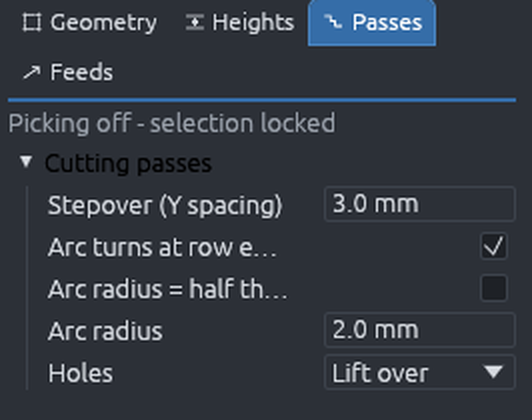 Geometry Heights Passes
Feeds
Picking off - selection locked
Cutting passes
Stepover (Y spacing) 3.0 mm
Arc turns at row e...
Arc radius = half th...
Arc radius 2.0 mm
Holes Lift over